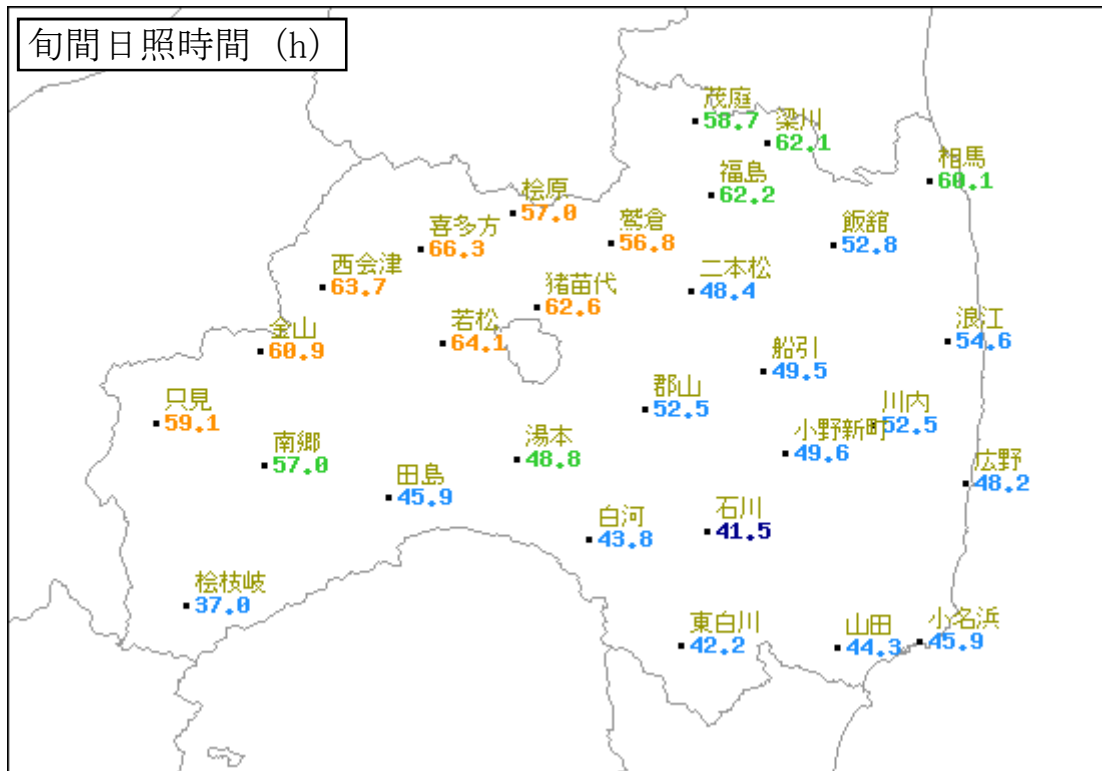 旬間日照時間 (h)
茂庭
58.7
梁川
62.1
相馬
60.1
福島
62.2
桧原
57.0
鷲倉
56.8
喜多方
66.3
飯舘
52.8
西会津
63.7
猪苗代
62.6
二本松
48.4
金山
60.9
若松
64.1
浪江
54.6
船引
49.5
只見
59.1
郡山
52.5
川内
52.5
南郷
57.0
湯本
48.8
小野新町
49.6
広野
48.2
田島
45.9
白河
43.8
石川
41.5
桧枝岐
37.0
東白川
42.2
山田
44.3
小名浜
45.9